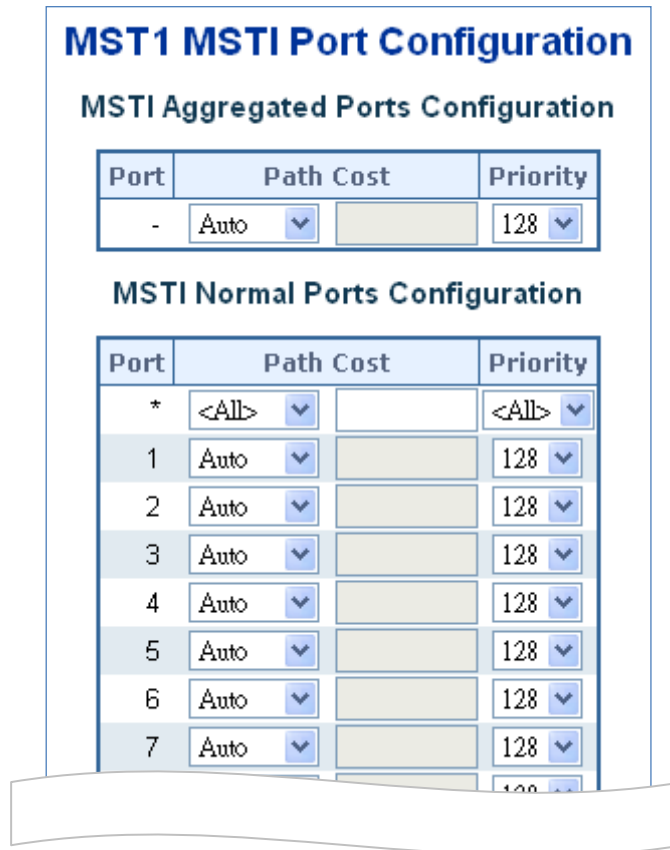 MST1 MSTI Port Configuration
MSTI Aggregated Ports Configuration
Port Path Cost Priority
- Auto 128
MSTI Normal Ports Configuration
Port Path Cost Priority
* <All> <All>
1 Auto 128
2 Auto 128
3 Auto 128
4 Auto 128
5 Auto 128
6 Auto 128
7 Auto 128